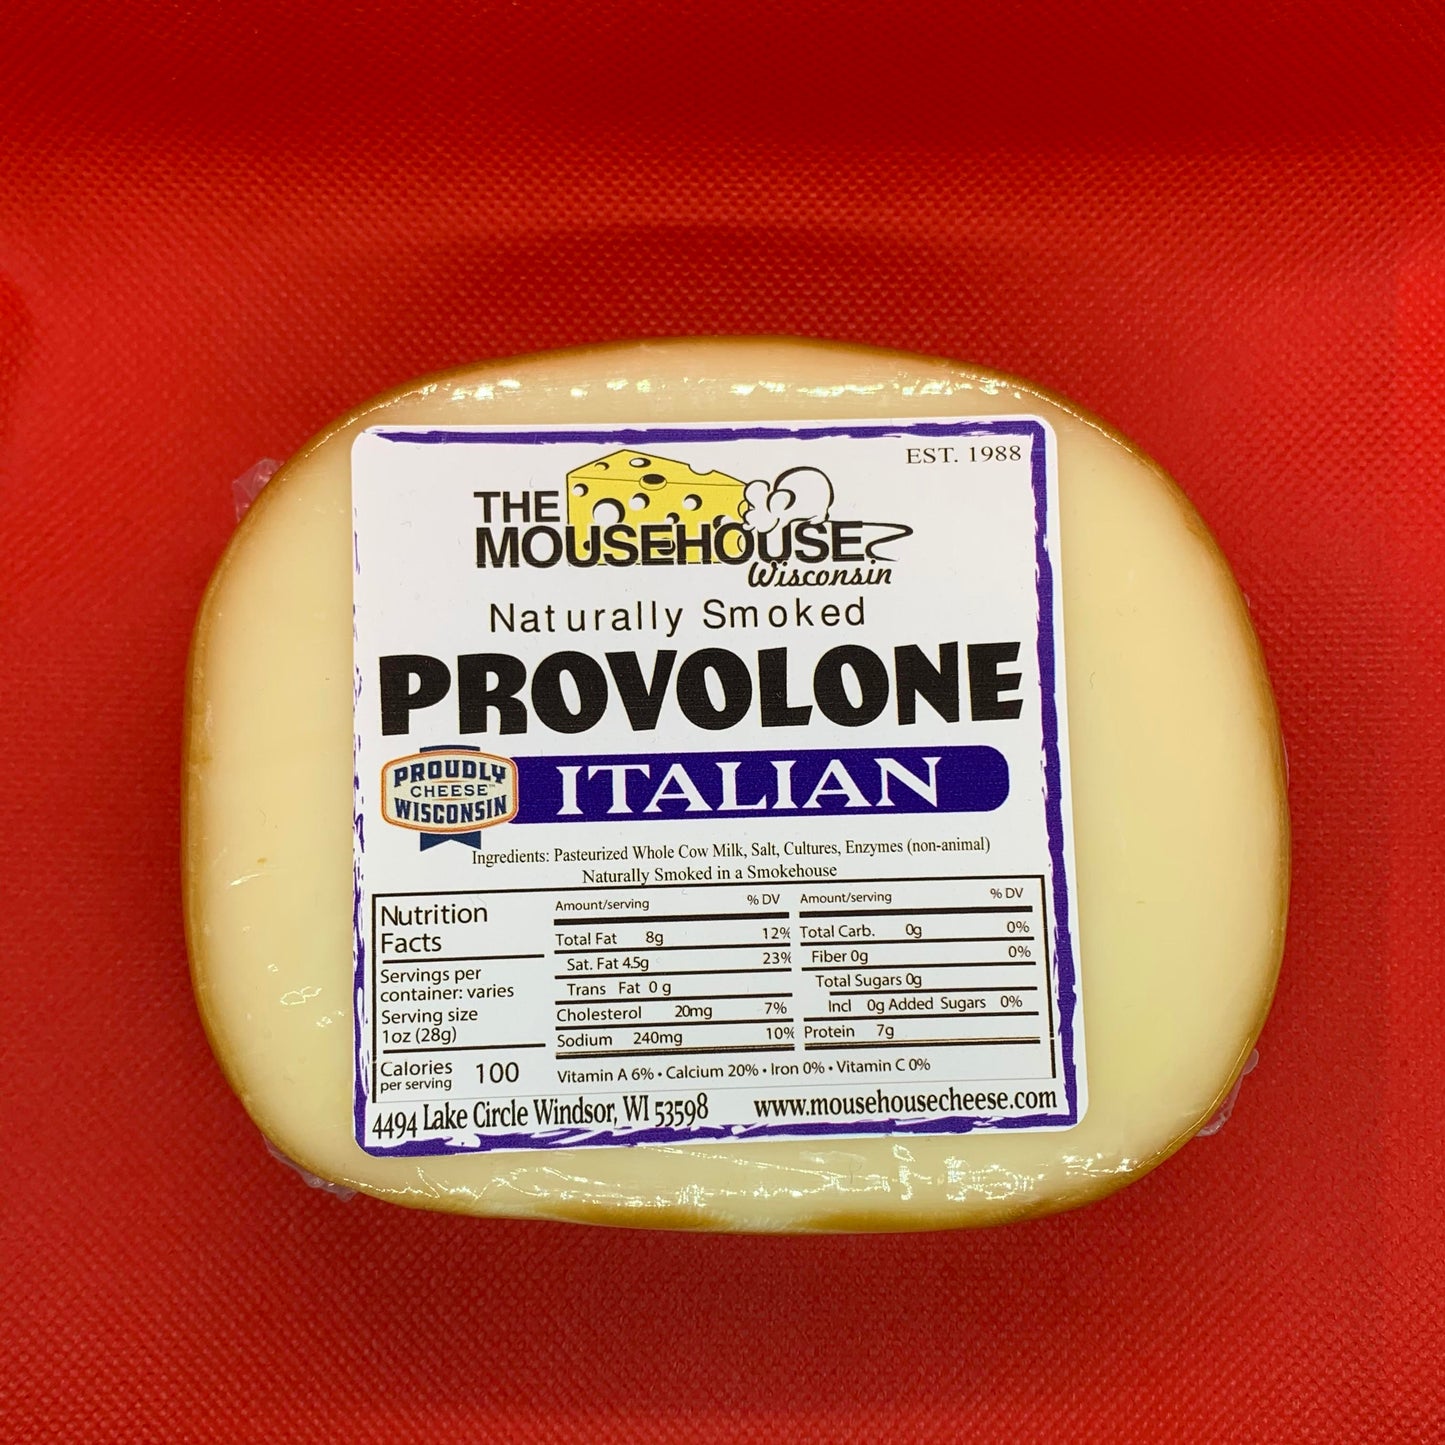 EST. 1988
THE
MOUSEHOUSE
Wisconsin
Naturally Smoked
PROVOLONE
PROUDLY
CHEESE™
WISCONSIN
ITALIAN
Ingredients: Pasteurized Whole Cow Milk, Salt, Cultures, Enzymes (non-animal)
Naturally Smoked in a Smokehouse
Nutrition
Facts
Servings per
container: varies
Serving size
1oz (28g)
Calories
per serving 100
Amount/serving % DV
Total Fat 8g 12%
Sat. Fat 4.5g 23%
Trans Fat 0 g
Cholesterol 20mg 7%
Sodium 240mg 10%
Amount/serving % DV
Total Carb. 0g 0%
Fiber 0g 0%
Total Sugars 0g
Incl 0g Added Sugars 0%
Protein 7g
Vitamin A 6% • Calcium 20% • Iron 0% • Vitamin C 0%
4494 Lake Circle Windsor, WI 53598 www.mousehousecheese.com